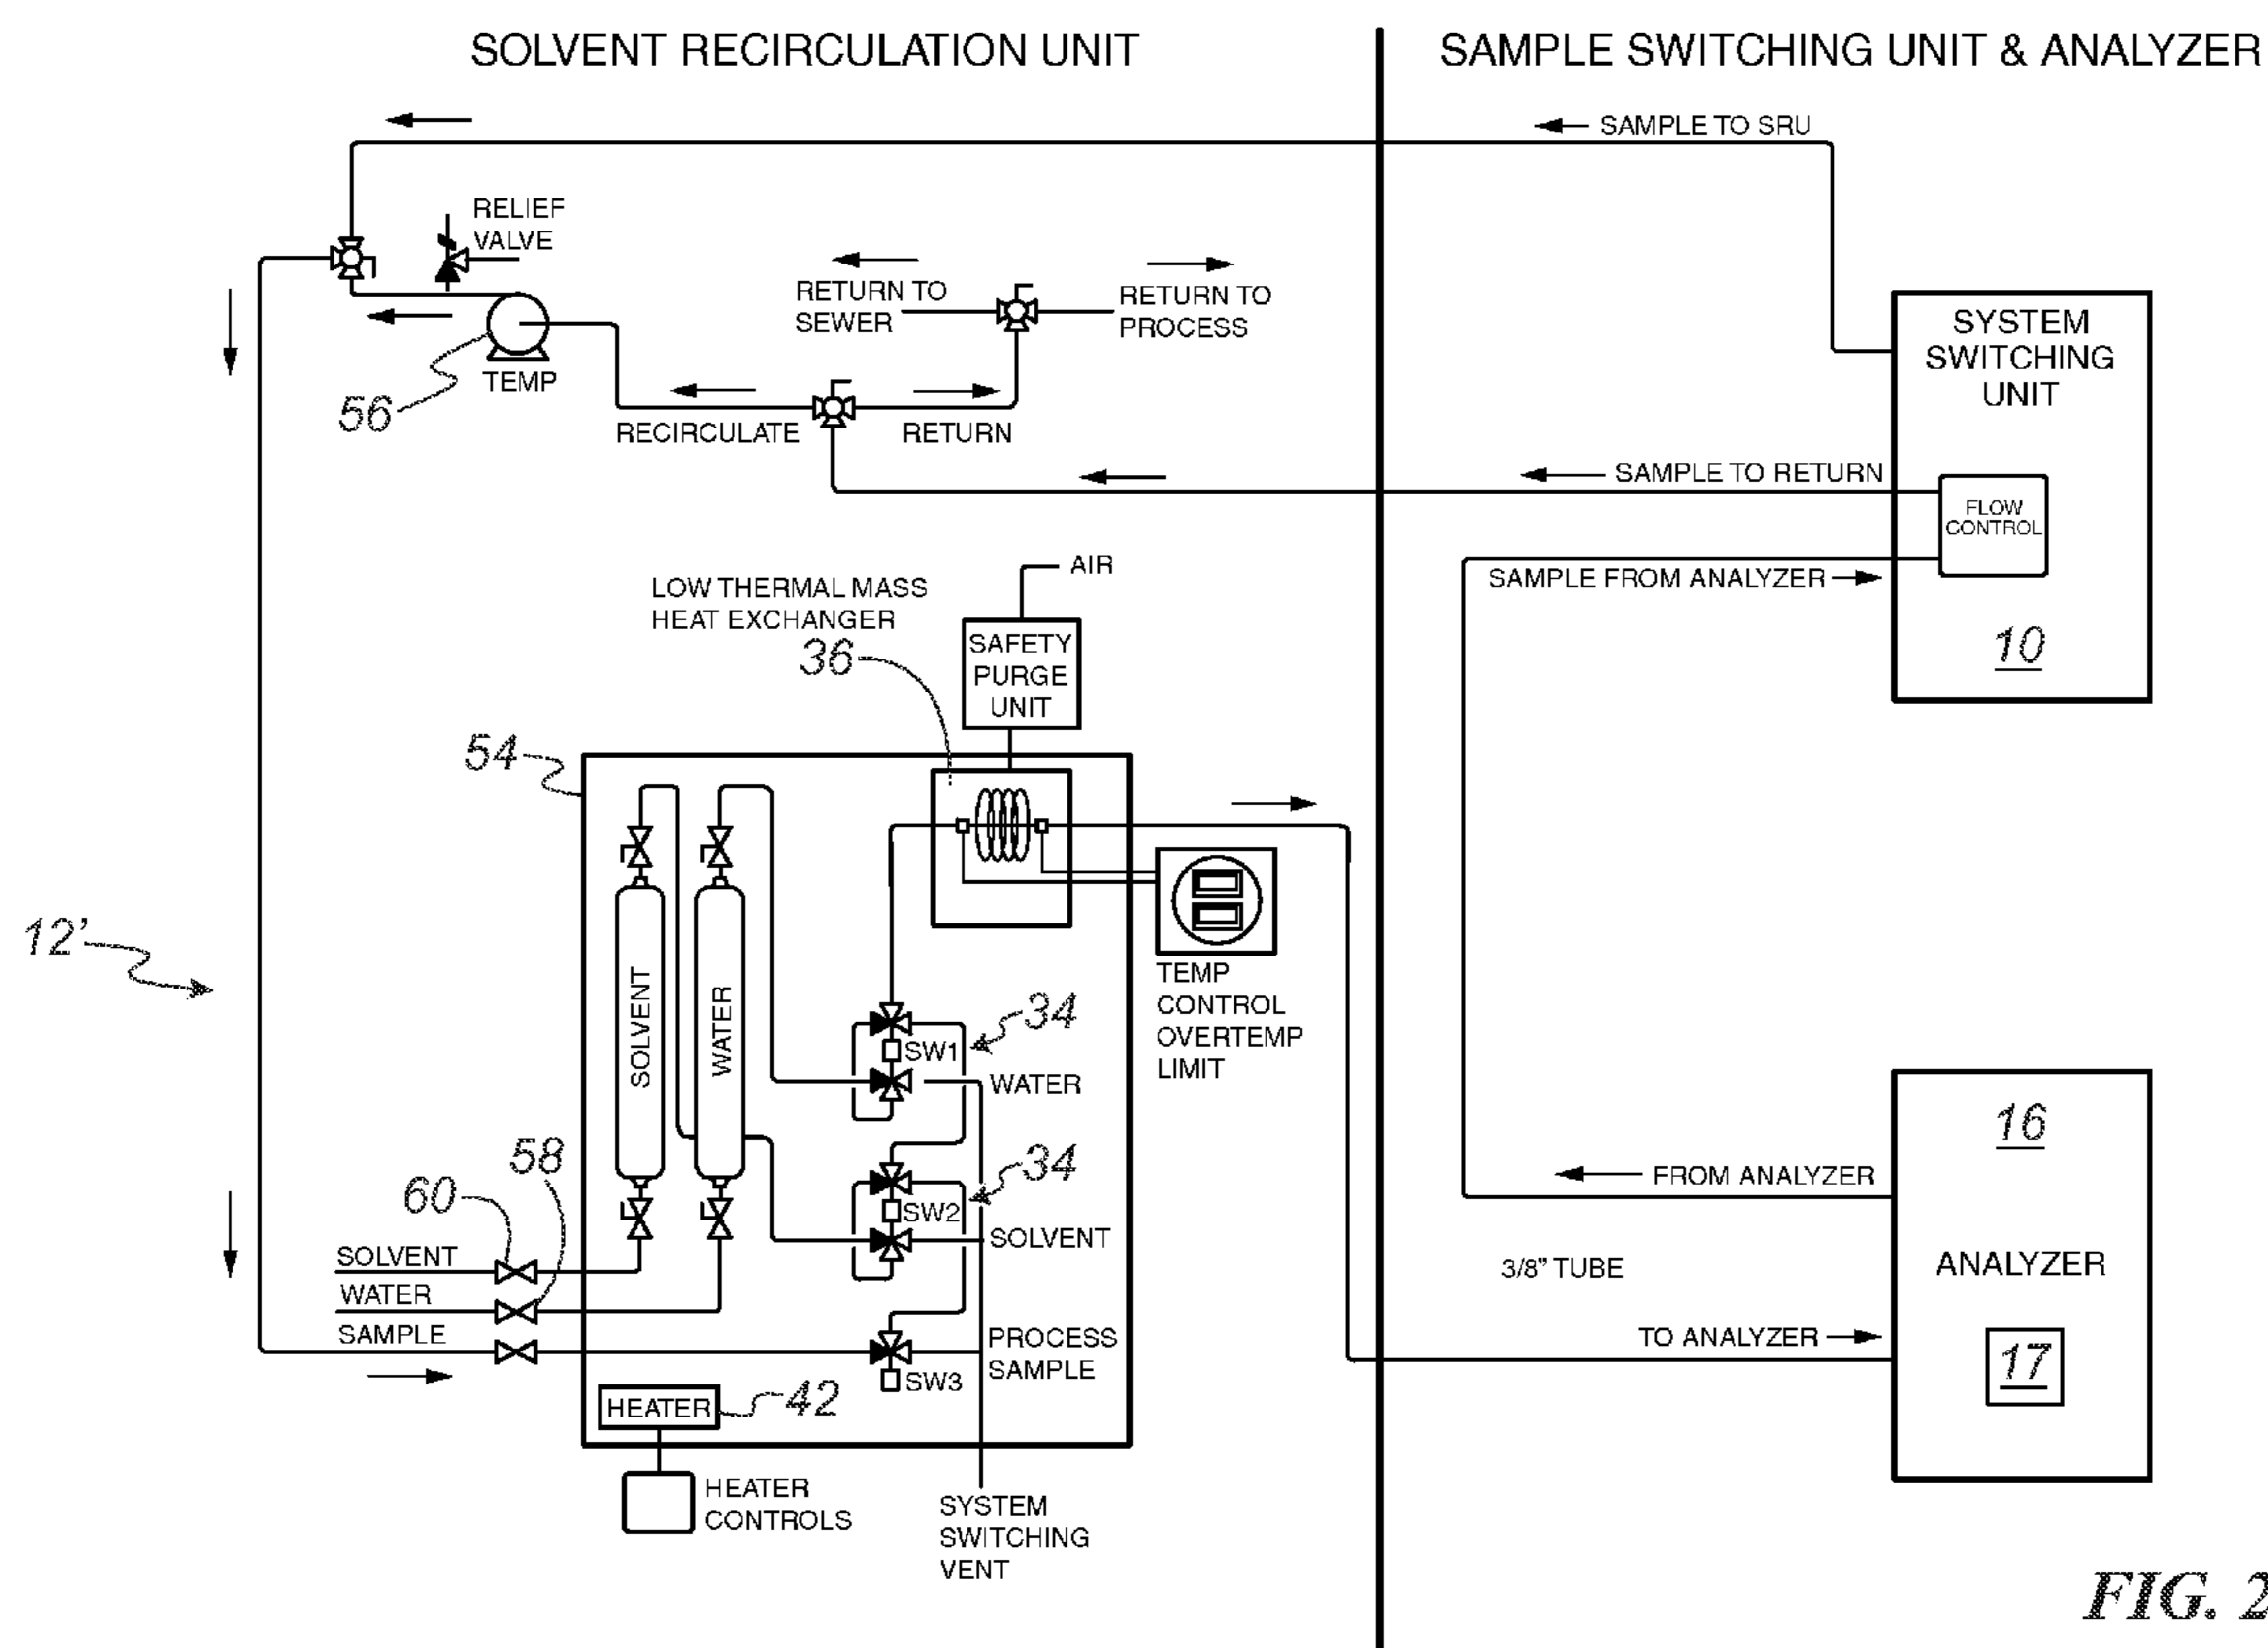 SOLVENT RECIRCULATION UNIT
SAMPLE SWITCHING UNIT & ANALYZER
SAMPLE TO SRU
RELIEF
VALVE
RETURN TO
SEWER
RETURN TO
PROCESS
TEMP
56
RECIRCULATE
RETURN
SYSTEM
SWITCHING
UNIT
SAMPLE TO RETURN
FLOW
CONTROL
SAMPLE FROM ANALYZER
10
AIR
LOW THERMAL MASS
HEAT EXCHANGER
36
SAFETY
PURGE
UNIT
54
12’
SOLVENT
WATER
TEMP
CONTROL
OVERTEMP
LIMIT
34
SW1
WATER
34
SW2
SOLVENT
58
60
SOLVENT
WATER
SAMPLE
PROCESS
SAMPLE
SW3
HEATER
42
HEATER
CONTROLS
SYSTEM
SWITCHING
VENT
16
FROM ANALYZER
3/8” TUBE
ANALYZER
TO ANALYZER
17
FIG. 2